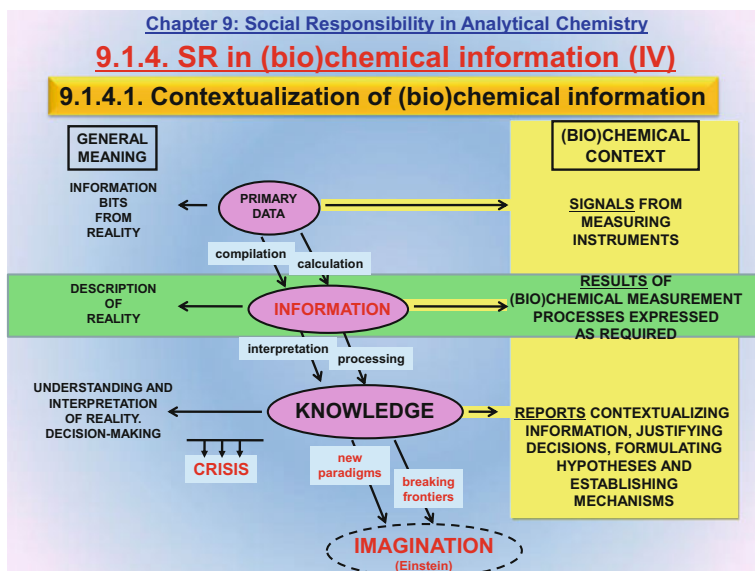 Chapter 9: Social Responsibility in Analytical Chemistry
9.1.4. SR in (bio)chemical information (IV)
9.1.4.1. Contextualization of (bio)chemical information
GENERAL
MEANING
(BIO)CHEMICAL
CONTEXT
INFORMATION
BITS
FROM
REALITY
PRIMARY
DATA
SIGNALS FROM
MEASURING
INSTRUMENTS
compilation
calculation
DESCRIPTION
OF
REALITY
INFORMATION
RESULTS OF
(BIO)CHEMICAL MEASUREMENT
PROCESSES EXPRESSED
AS REQUIRED
interpretation
processing
UNDERSTANDING AND
INTERPRETATION
OF REALITY.
DECISION-MAKING
KNOWLEDGE
REPORTS CONTEXTUALIZING
INFORMATION, JUSTIFYING
DECISIONS, FORMULATING
HYPOTHESES AND
ESTABLISHING
MECHANISMS
CRISIS
new
paradigms
breaking
frontiers
IMAGINATION
(Einstein)